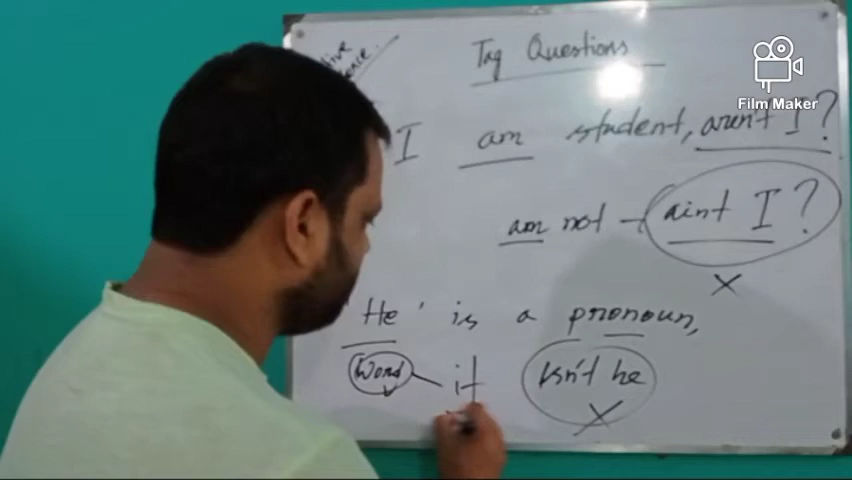 Tag Questions
Film Maker
I am student, aren't I?
am not - aint I?
He' is a pronoun,
Word - it isn't he